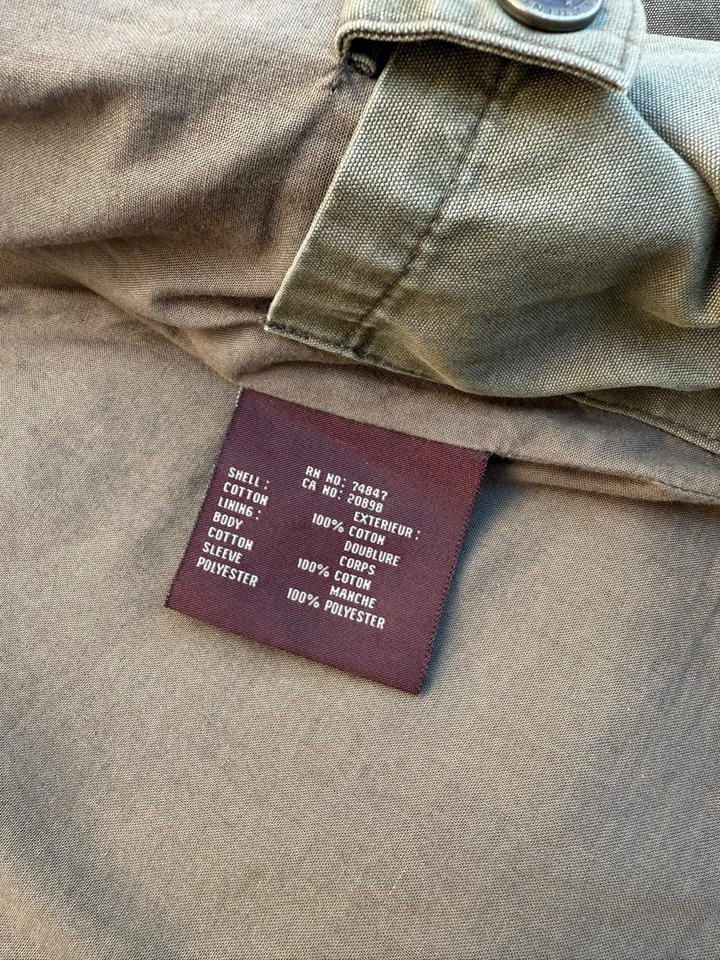 RN NO: 74847
CA NO: 20898
SHELL: EXTERIEUR:
COTTON 100% COTON
LINING: DOUBLURE
BODY CORPS
COTTON 100% COTON
SLEEVE MANCHE
POLYESTER 100% POLYESTER